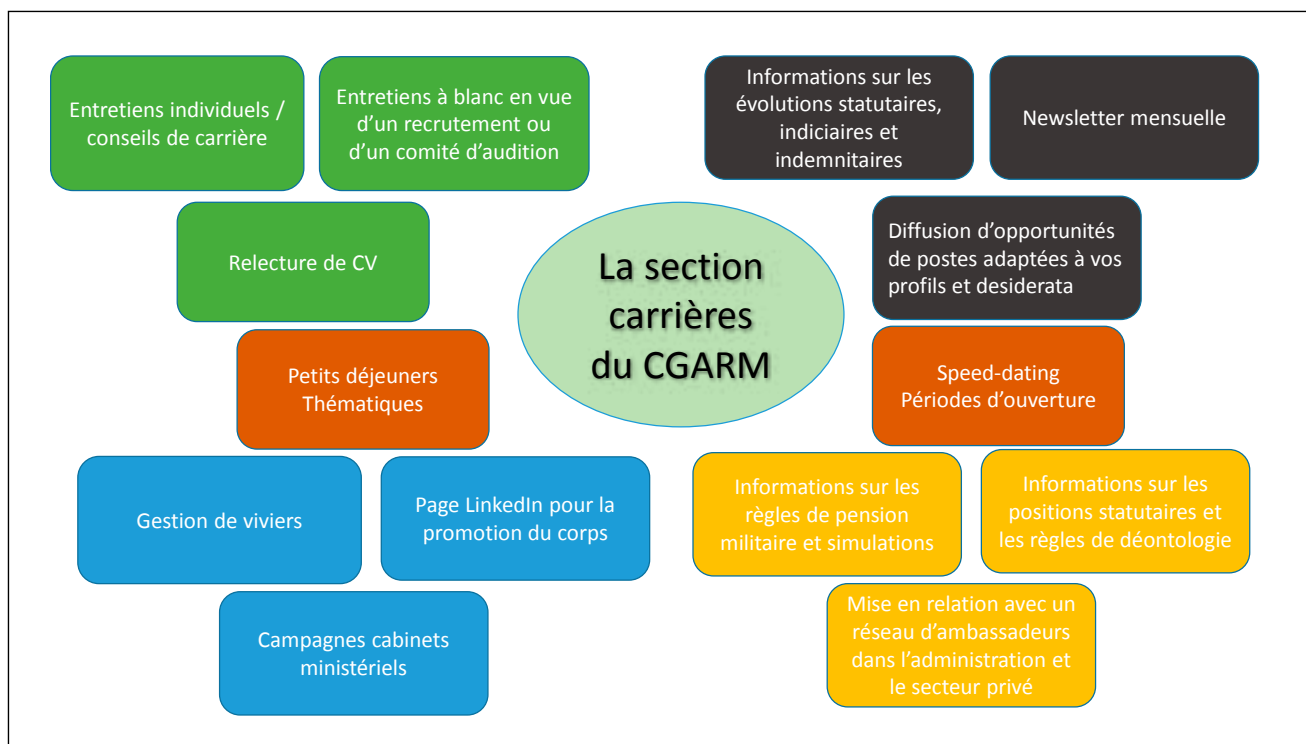 Entretiens individuels /
conseils de carrière
Entretiens à blanc en vue
d'un recrutement ou
d'un comité d'audition
Relecture de CV
Informations sur les
évolutions statutaires,
indiciaires et
indemnitaires
Newsletter mensuelle
Diffusion d'opportunités
de postes adaptées à vos
profils et desiderata
La section
carrières
du CGARM
Petits déjeuners
Thématiques
Speed-dating
Périodes d'ouverture
Gestion de viviers
Page LinkedIn pour la
promotion du corps
Campagnes cabinets
ministériels
Informations sur les
règles de pension
militaire et simulations
Informations sur les
positions statutaires et
les règles de déontologie
Mise en relation avec un
réseau d'ambassadeurs
dans l'administration et
le secteur privé